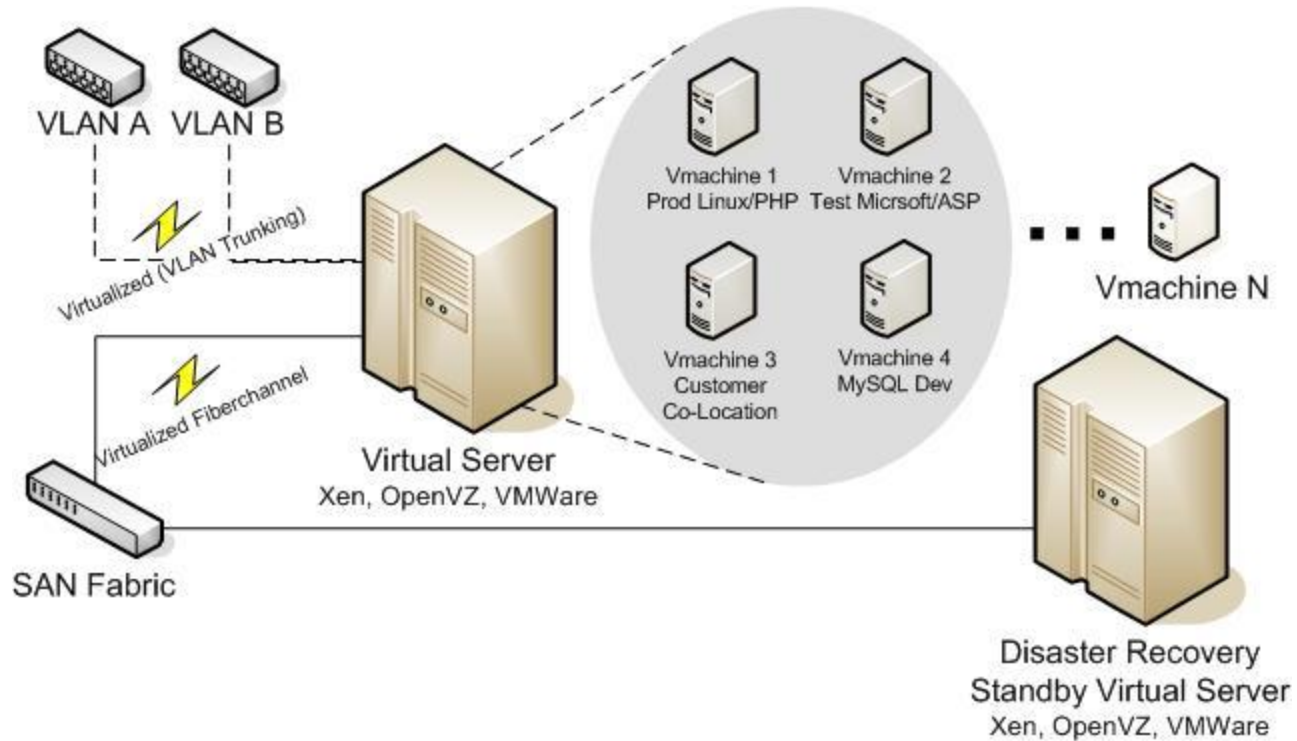 VLAN A
VLAN B
Virtualized (VLAN Trunking)
Virtualized Fiberchannel
SAN Fabric
Virtual Server
Xen, OpenVZ, VMWare
Vmachine 1
Prod Linux/PHP
Vmachine 2
Test Micrsoft/ASP
Vmachine 3
Customer
Co-Location
Vmachine 4
MySQL Dev
Vmachine N
Disaster Recovery
Standby Virtual Server
Xen, OpenVZ, VMWare